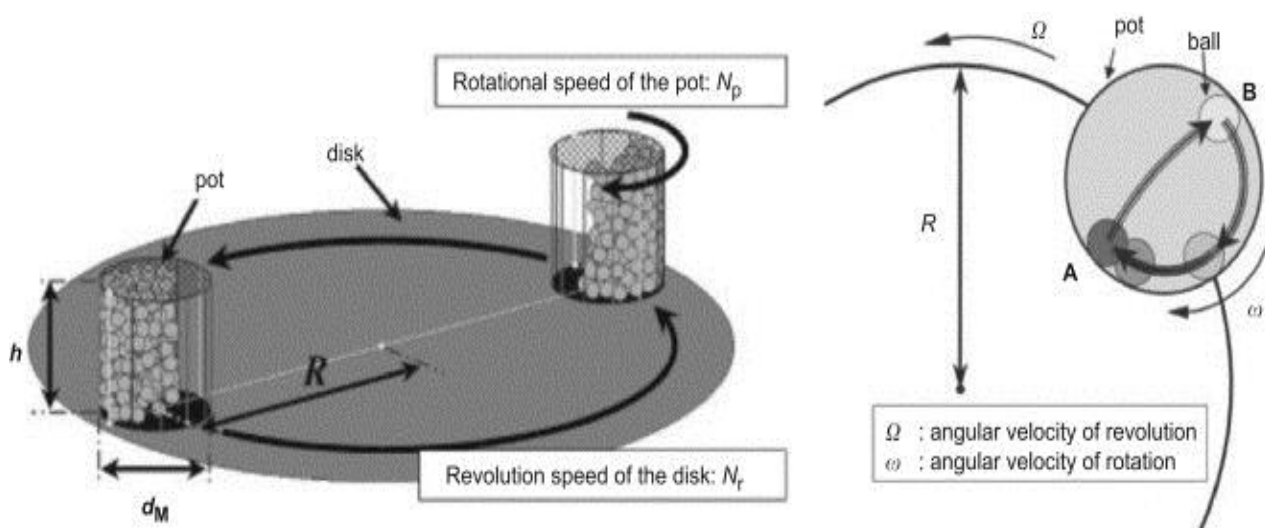 Rotational speed of the pot: Np
disk
pot
h
R
dM
Revolution speed of the disk: Nr
Ω
pot
ball
B
R
A
ω
Ω : angular velocity of revolution
ω : angular velocity of rotation